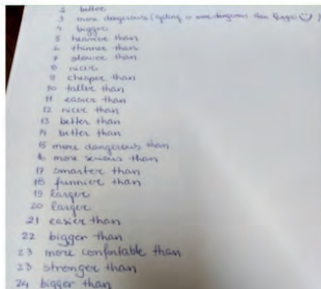 2 better
3 more dangerous (cycling is more dangerous than
4 bigger
5 heavier than
6 thinner than
7 slower than
8 nicer
9 cheaper than
10 taller than
11 easier than
12 nicer than
13 better than
14 better than
15 more dangerous than
16 more serious than
17 smarter than
18 funnier than
19 larger
20 larger
21 easier than
22 bigger than
23 more comfortable than
23 stronger than
24 bigger than